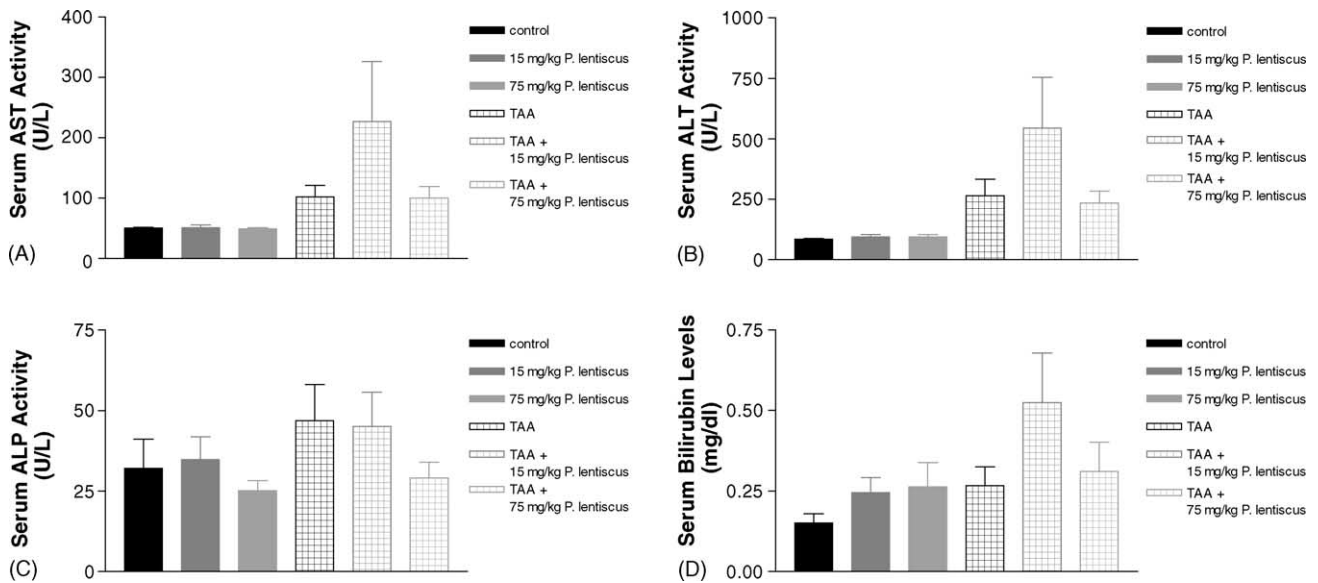 Serum AST Activity
(U/L)
400
300
200
100
0
(A)
control
15 mg/kg P. lentiscus
75 mg/kg P. lentiscus
TAA
TAA +
15 mg/kg P. lentiscus
TAA +
75 mg/kg P. lentiscus
Serum ALT Activity
(U/L)
1000
750
500
250
0
(B)
control
15 mg/kg P. lentiscus
75 mg/kg P. lentiscus
TAA
TAA +
15 mg/kg P. lentiscus
TAA +
75 mg/kg P. lentiscus
Serum ALP Activity
(U/L)
75
50
25
0
(C)
control
15 mg/kg P. lentiscus
75 mg/kg P. lentiscus
TAA
TAA +
15 mg/kg P. lentiscus
TAA +
75 mg/kg P. lentiscus
Serum Bilirubin Levels
(mg/dl)
0.75
0.50
0.25
0.00
(D)
control
15 mg/kg P. lentiscus
75 mg/kg P. lentiscus
TAA
TAA +
15 mg/kg P. lentiscus
TAA +
75 mg/kg P. lentiscus